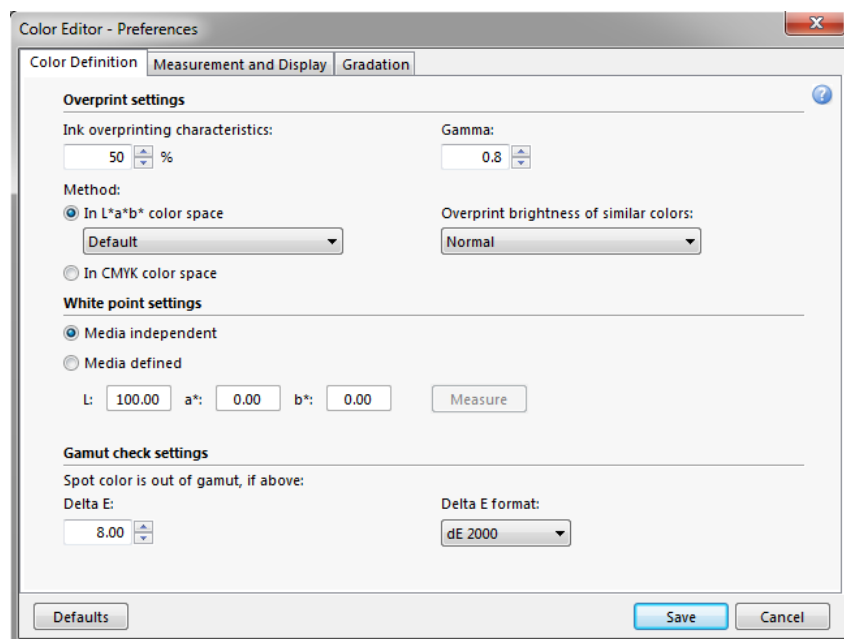 Color Editor - Preferences
Color Definition Measurement and Display Gradation
Overprint settings
Ink overprinting characteristics: Gamma:
50 % 0.8
Method:
In L*a*b* color space Overprint brightness of similar colors:
Default Normal
In CMYK color space
White point settings
Media independent
Media defined
L: 100.00 a*: 0.00 b*: 0.00 Measure
Gamut check settings
Spot color is out of gamut, if above:
Delta E: Delta E format:
8.00 dE 2000
Defaults Save Cancel